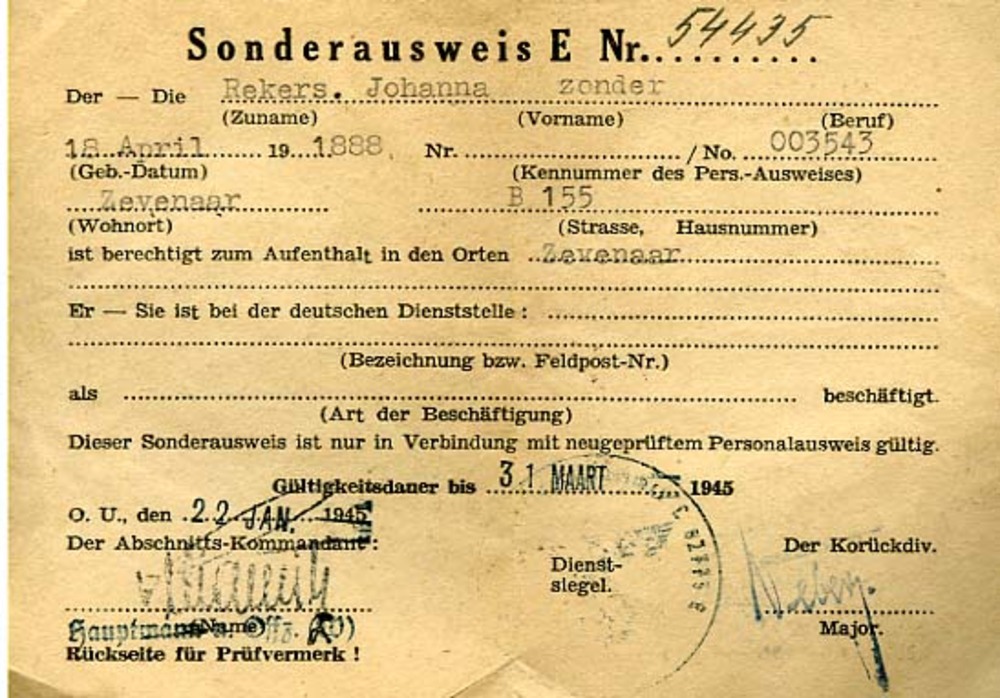 Sonderausweis E Nr. 54435
Der — Die Rekers. Johanna zonder
(Zuname) (Vorname) (Beruf)
18 April 19 1888. Nr. / No. 003543
(Geb.-Datum) (Kennummer des Pers.-Ausweises)
Zevenaar B 155
(Wohnort) (Strasse, Hausnummer)
ist berechtigt zum Aufenthalt in den Orten Zevenaar
Er — Sie ist bei der deutschen Dienststelle :
(Bezeichnung bzw. Feldpost-Nr.)
als beschäftigt.
(Art der Beschäftigung)
Dieser Sonderausweis ist nur in Verbindung mit neugeprüftem Personalausweis gültig.
Gültigkeitsdaner bis 31 MAART 1945
O. U., den 22 JAN. 1945
Der Abschnitts-Kommandant : Der Korückdiv.
Dienst-
siegel.
Hauptmann (Name) Offz. Major.
Rückseite für Prüfvermerk !